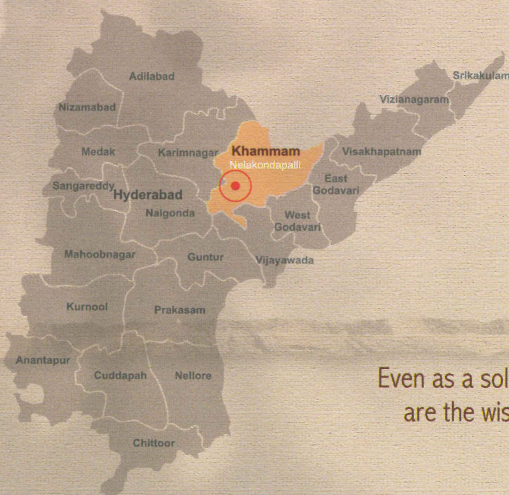 Srikakulam
Adilabad
Vizianagaram
Nizamabad
Medak
Karimnagar
Khammam
Visakhapatnam
Nelakondapalli
East
Godavari
Sangareddy
Hyderabad
Nalgonda
West
Godavari
Mahoobnagar
Guntur
Vijayawada
Kurnool
Prakasam
Anantapur
Cuddapah
Nellore
Even as a sol
are the wis
Chittoor